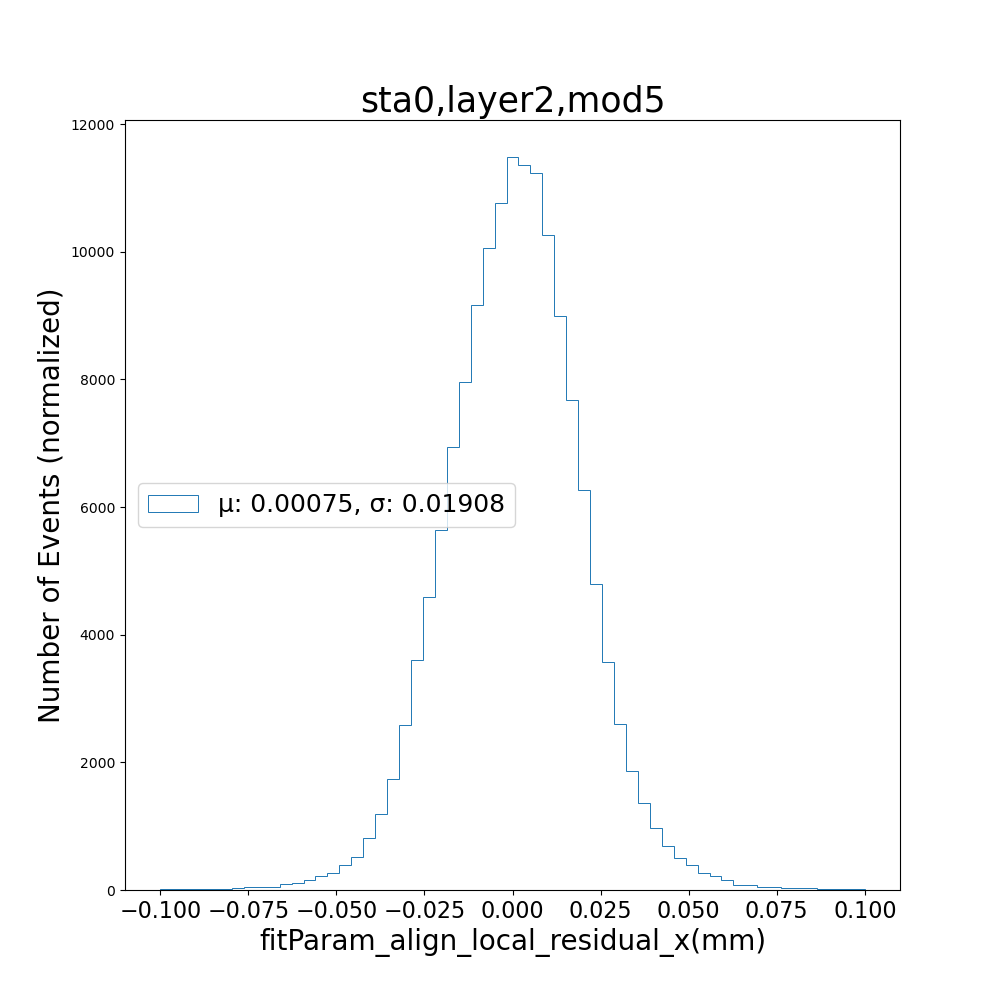 sta0,layer2,mod5
Number of Events (normalized)
12000
10000
8000
6000
4000
2000
0
μ: 0.00075, σ: 0.01908
−0.100 −0.075 −0.050 −0.025 0.000 0.025 0.050 0.075 0.100
fitParam_align_local_residual_x(mm)